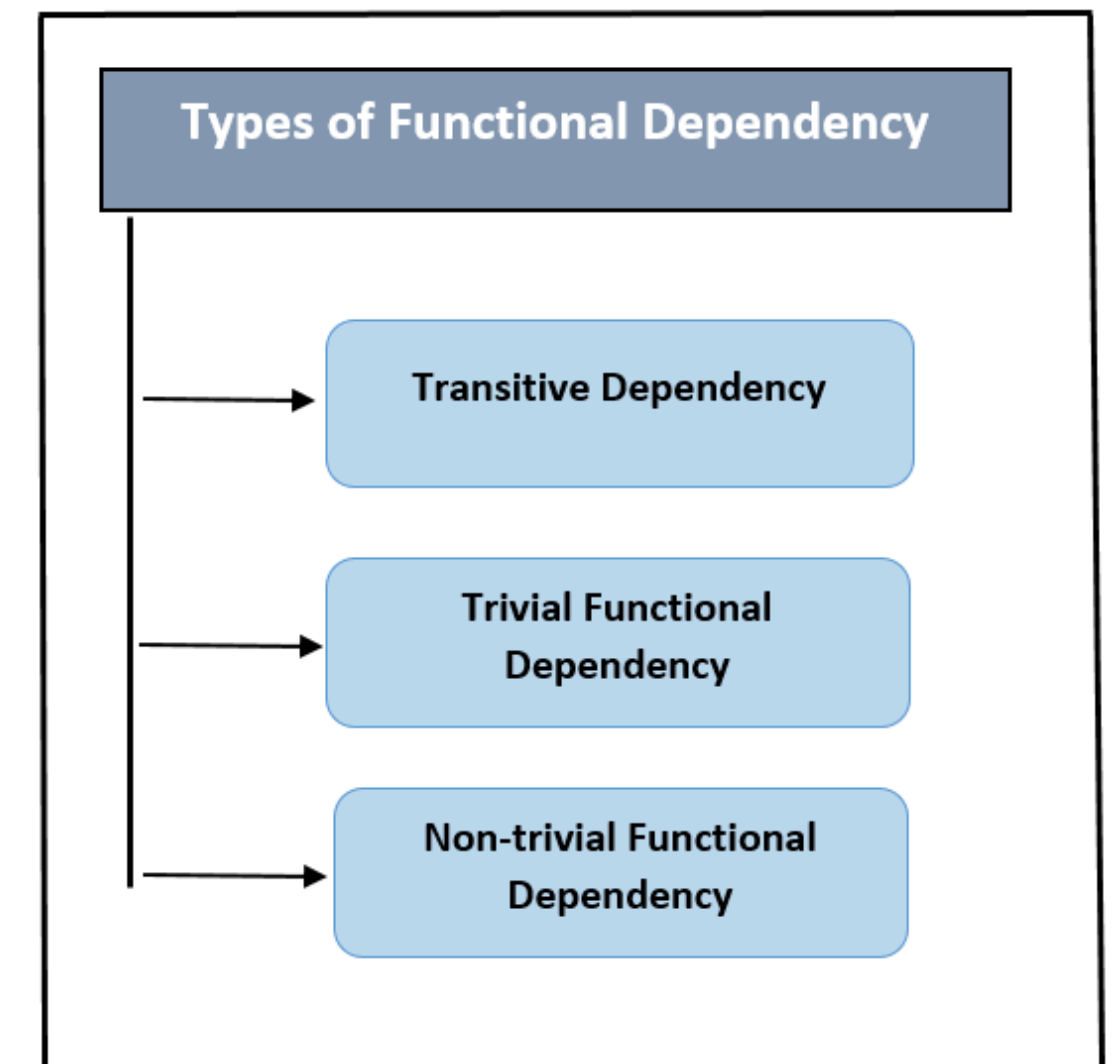 Types of Functional Dependency
Transitive Dependency
Trivial Functional
Dependency
Non-trivial Functional
Dependency